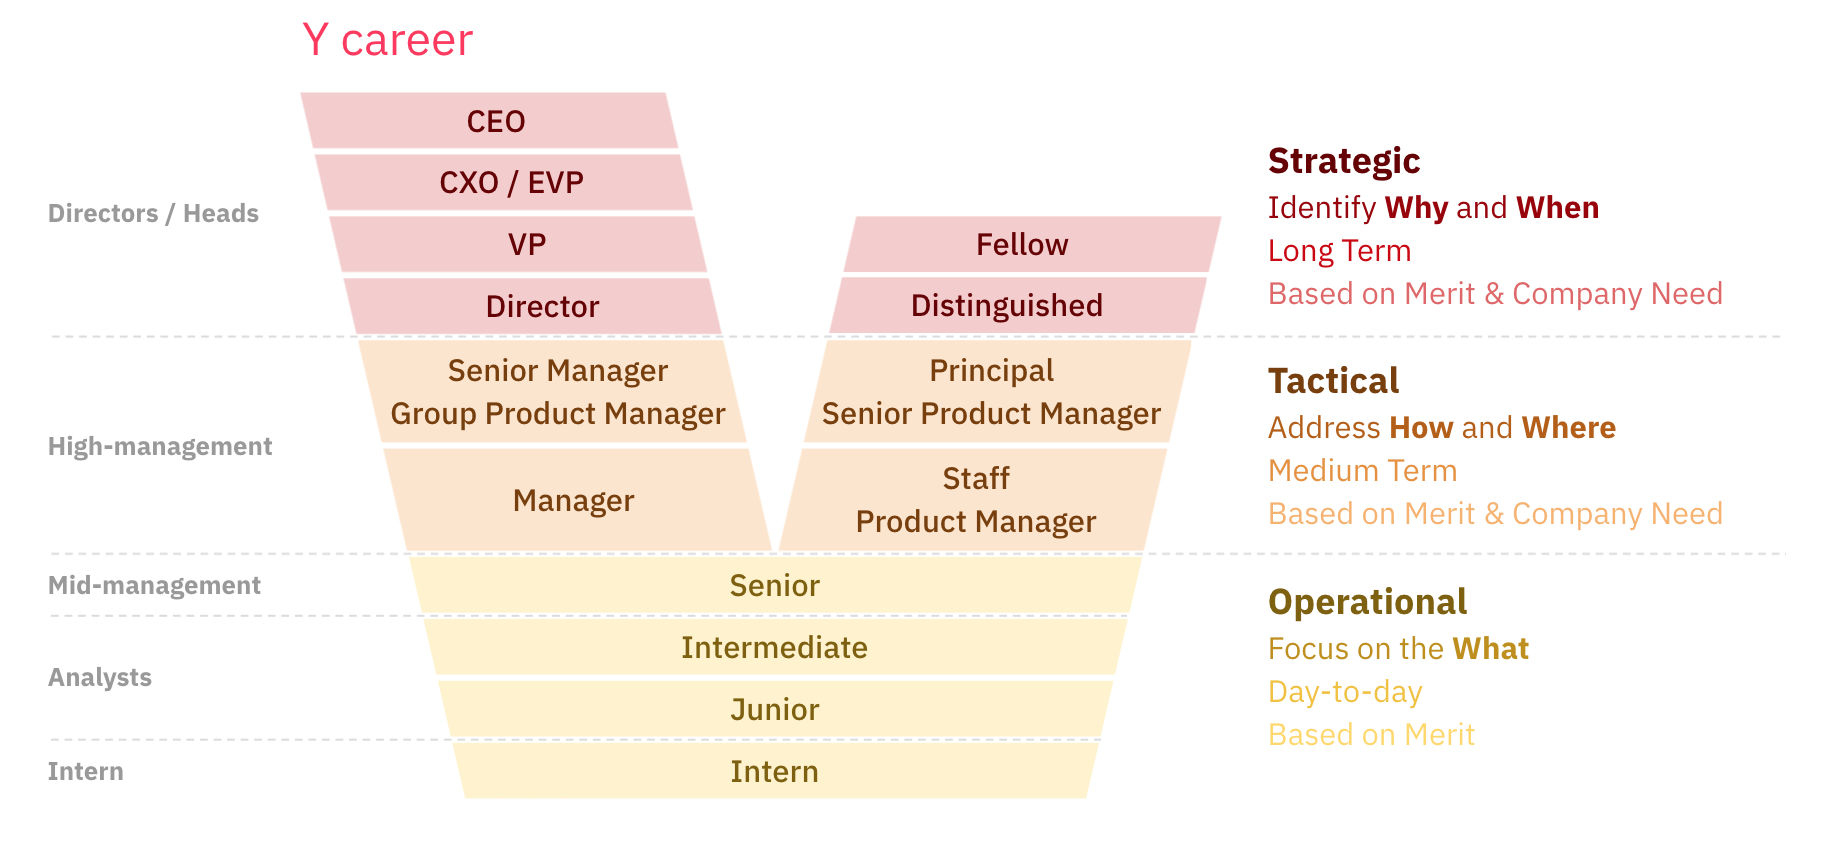 Y career
Directors / Heads
CEO
CXO / EVP
VP
Director
Fellow
Distinguished
Strategic
Identify Why and When
Long Term
Based on Merit & Company Need
High-management
Senior Manager
Group Product Manager
Manager
Principal
Senior Product Manager
Staff
Product Manager
Tactical
Address How and Where
Medium Term
Based on Merit & Company Need
Mid-management
Senior
Analysts
Intermediate
Junior
Intern
Intern
Operational
Focus on the What
Day-to-day
Based on Merit